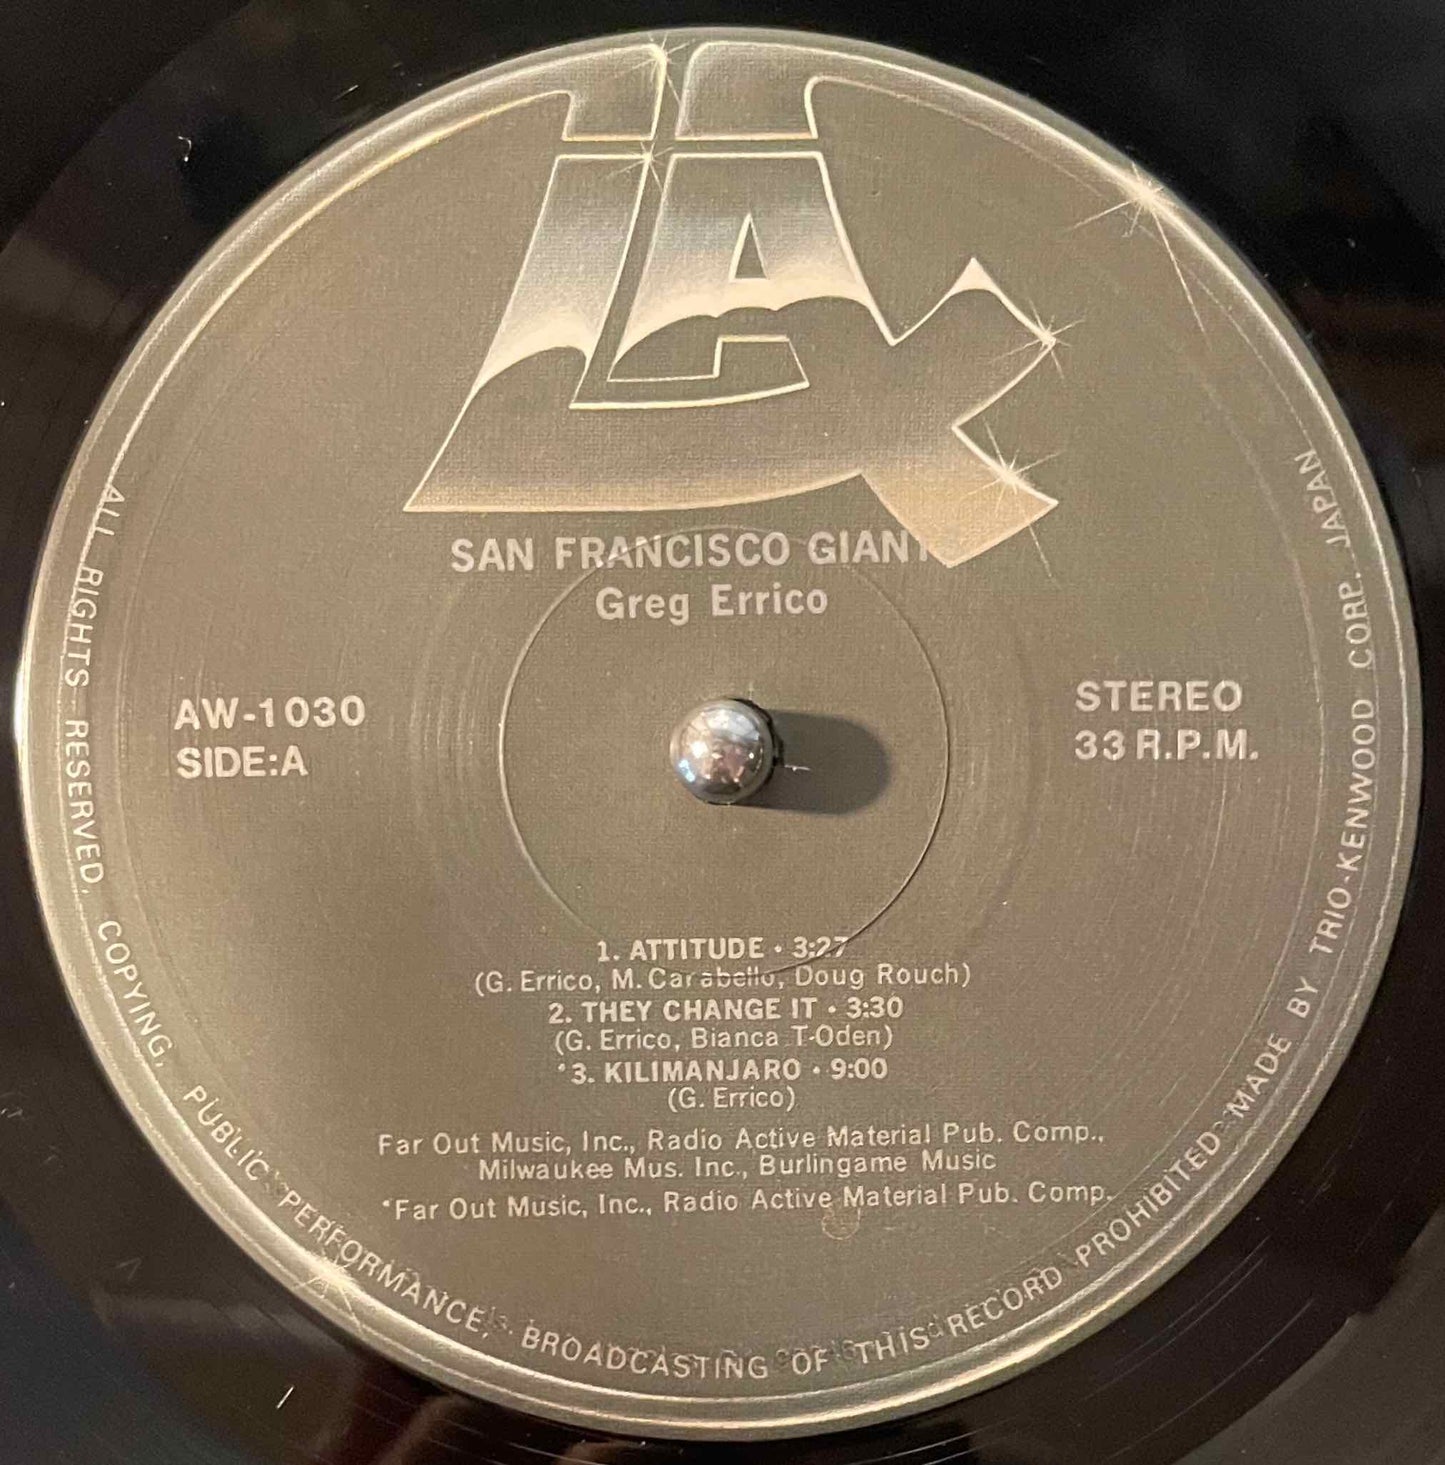 LAX
SAN FRANCISCO GIANTS
Greg Errico
AW-1030
SIDE:A
STEREO
33 R.P.M.
1. ATTITUDE • 3:27
(G. Errico, M. Carabello, Doug Rouch)
2. THEY CHANGE IT • 3:30
(G. Errico, Bianca T-Oden)
*3. KILIMANJARO • 9:00
(G. Errico)
Far Out Music, Inc., Radio Active Material Pub. Comp.,
Milwaukee Mus. Inc., Burlingame Music
*Far Out Music, Inc., Radio Active Material Pub. Comp.
ALL RIGHTS RESERVED. COPYING, PUBLIC PERFORMANCE, BROADCASTING OF THIS RECORD PROHIBITED MADE BY TRIO-KENWOOD CORP. JAPAN